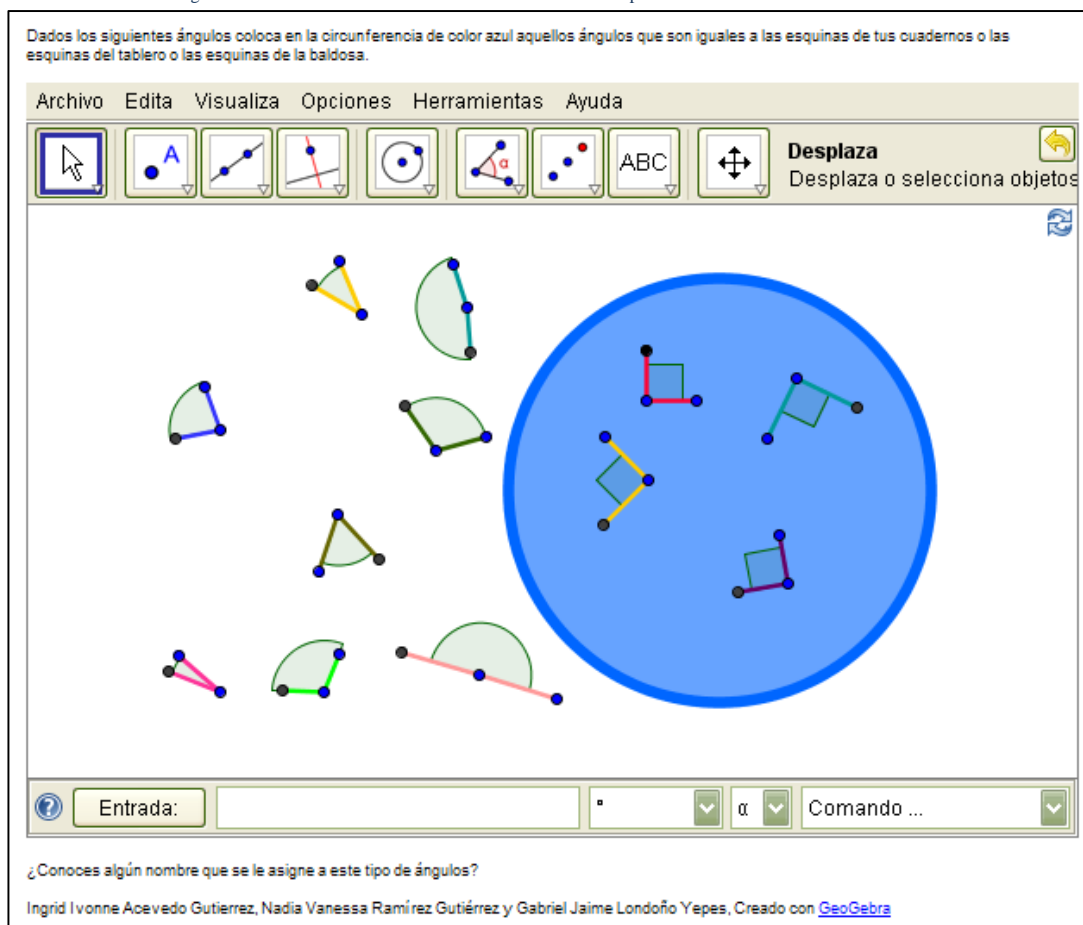 Dados los siguientes ángulos coloca en la circunferencia de color azul aquellos ángulos que son iguales a las esquinas de tus cuadernos o las
esquinas del tablero o las esquinas de la baldosa.
Archivo Edita Visualiza Opciones Herramientas Ayuda
A
α
ABC
Desplaza
Desplaza o selecciona objetos
Entrada:
° α Comando ...
¿Conoces algún nombre que se le asigne a este tipo de ángulos?
Ingrid Ivonne Acevedo Gutierrez, Nadia Vanessa Ramírez Gutiérrez y Gabriel Jaime Londoño Yepes, Creado con GeoGebra